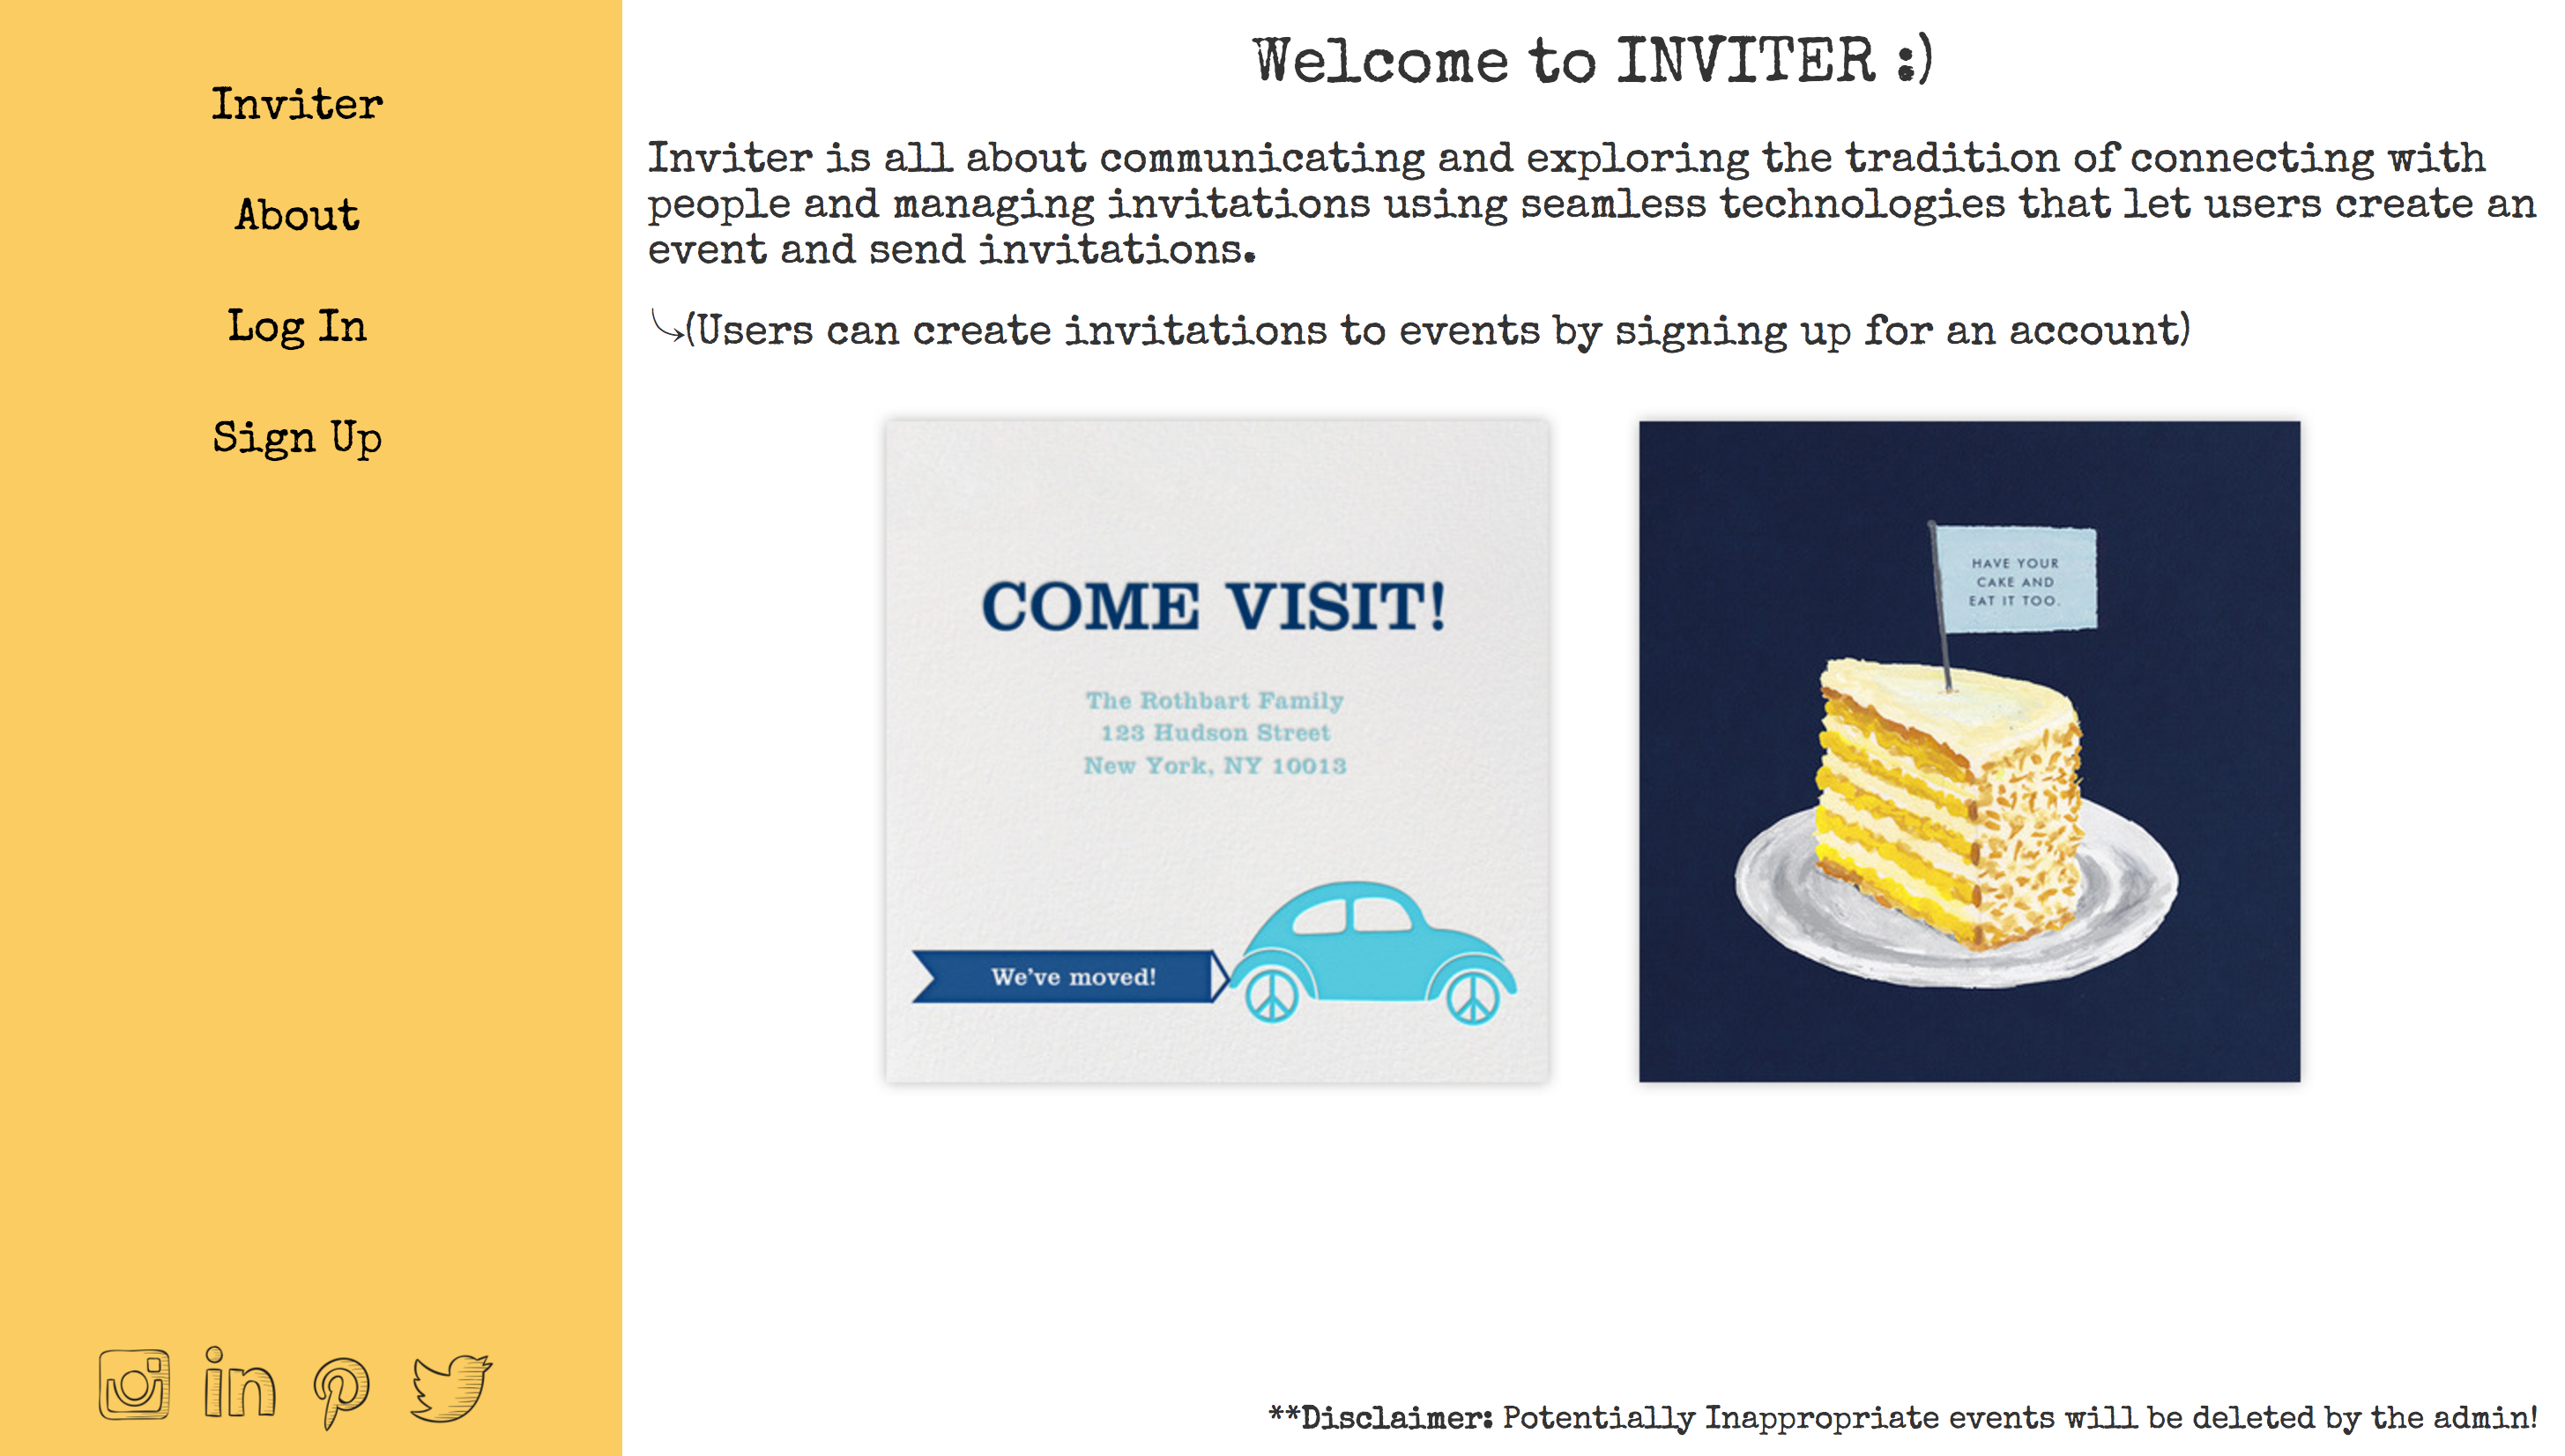 Inviter
About
Log In
Sign Up
Welcome to INVITER :)
Inviter is all about communicating and exploring the tradition of connecting with
people and managing invitations using seamless technologies that let users create an
event and send invitations.
(Users can create invitations to events by signing up for an account)
COME VISIT!
The Rothbart Family
123 Hudson Street
New York, NY 10013
We've moved!
HAVE YOUR
CAKE AND
EAT IT TOO.
in
**Disclaimer: Potentially Inappropriate events will be deleted by the admin!